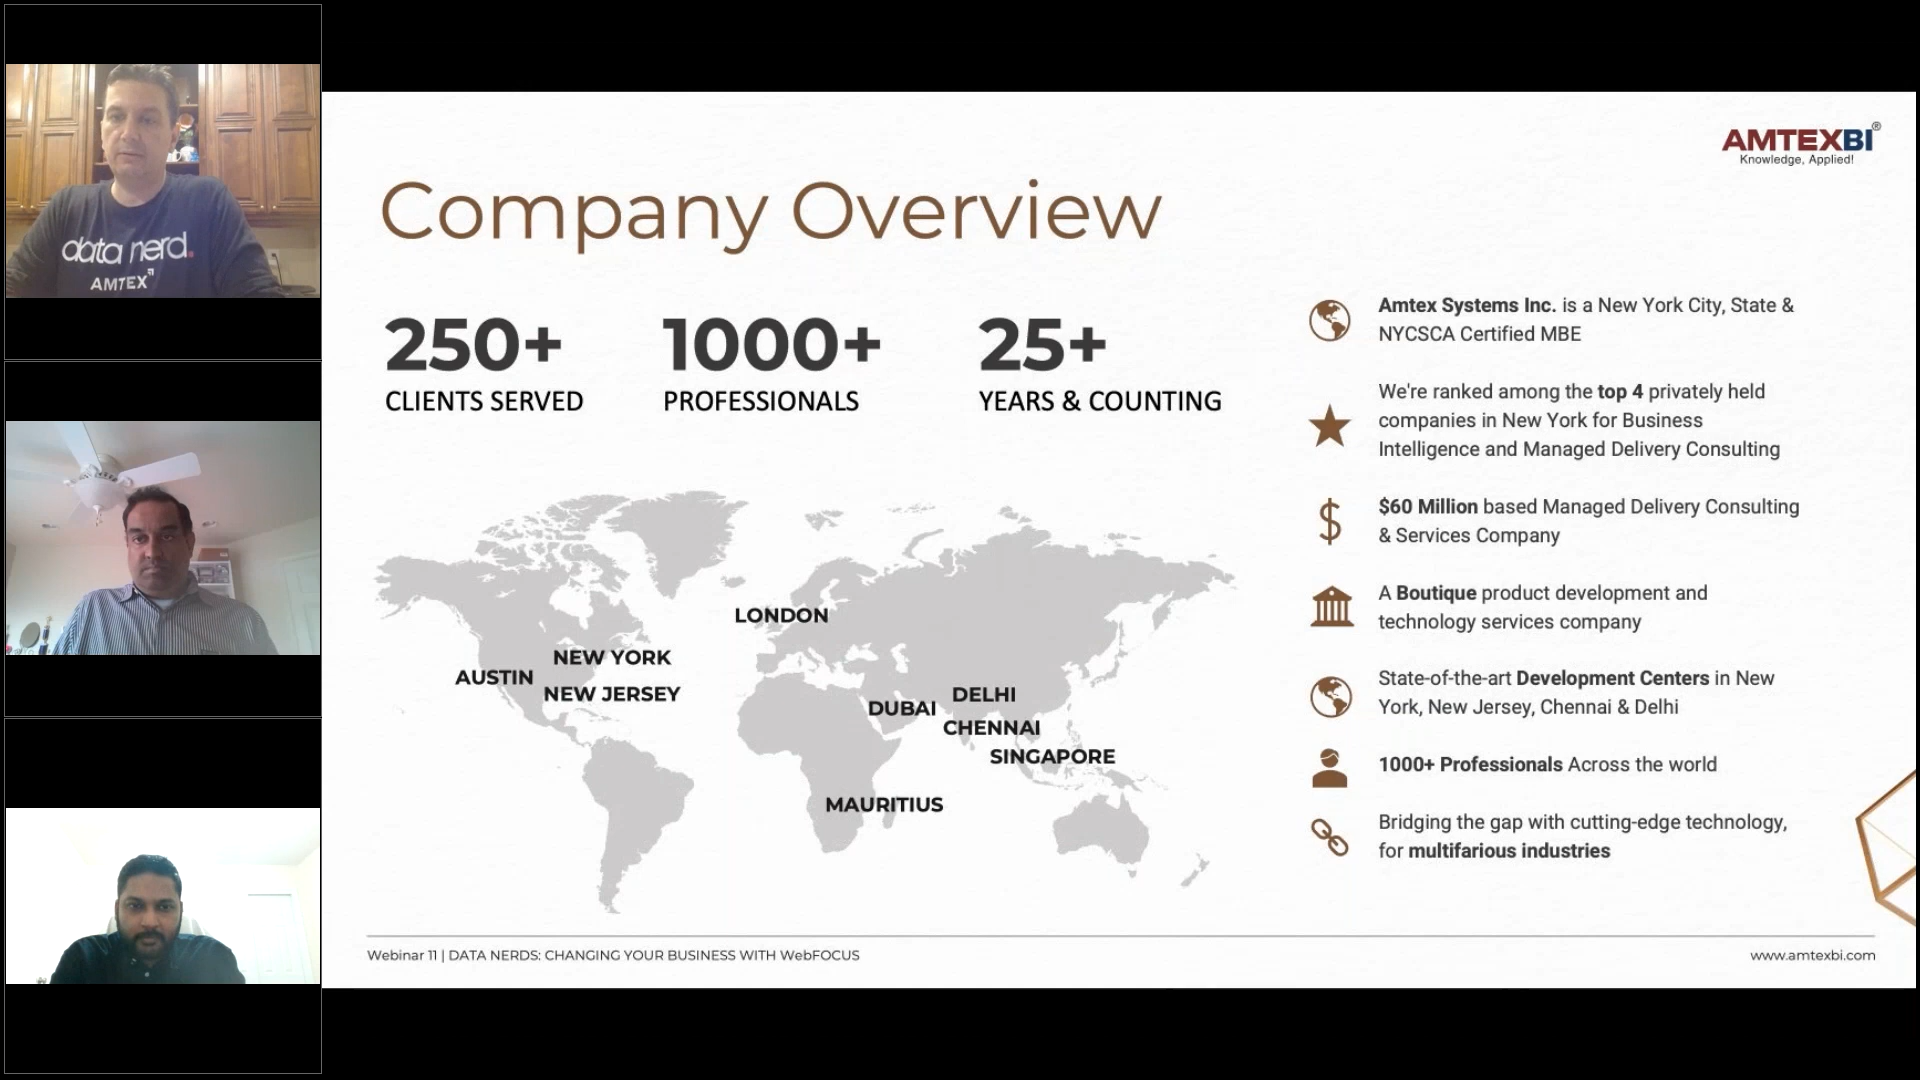 data nerd.
AMTEX
AMTEXBI®
Knowledge, Applied!
Company Overview
250+
CLIENTS SERVED
1000+
PROFESSIONALS
25+
YEARS & COUNTING
LONDON
NEW YORK
AUSTIN
NEW JERSEY
DELHI
DUBAI
CHENNAI
SINGAPORE
MAURITIUS
Amtex Systems Inc. is a New York City, State &
NYCSCA Certified MBE
We're ranked among the top 4 privately held
companies in New York for Business
Intelligence and Managed Delivery Consulting
$60 Million based Managed Delivery Consulting
& Services Company
A Boutique product development and
technology services company
State-of-the-art Development Centers in New
York, New Jersey, Chennai & Delhi
1000+ Professionals Across the world
Bridging the gap with cutting-edge technology,
for multifarious industries
Webinar 11 | DATA NERDS: CHANGING YOUR BUSINESS WITH WebFOCUS
www.amtexbi.com